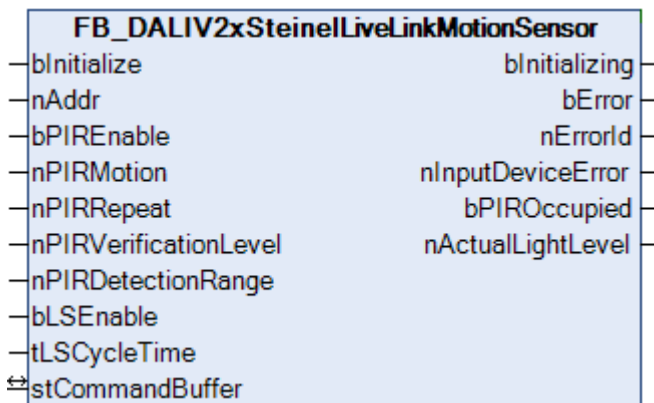 FB_DALIV2xSteinelLiveLinkMotionSensor
bInitialize bInitializing
nAddr bError
bPIREnable nErrorId
nPIRMotion nInputDeviceError
nPIRRepeat bPIROccupied
nPIRVerificationLevel nActualLightLevel
nPIRDetectionRange
bLSEnable
tLSCycleTime
stCommandBuffer